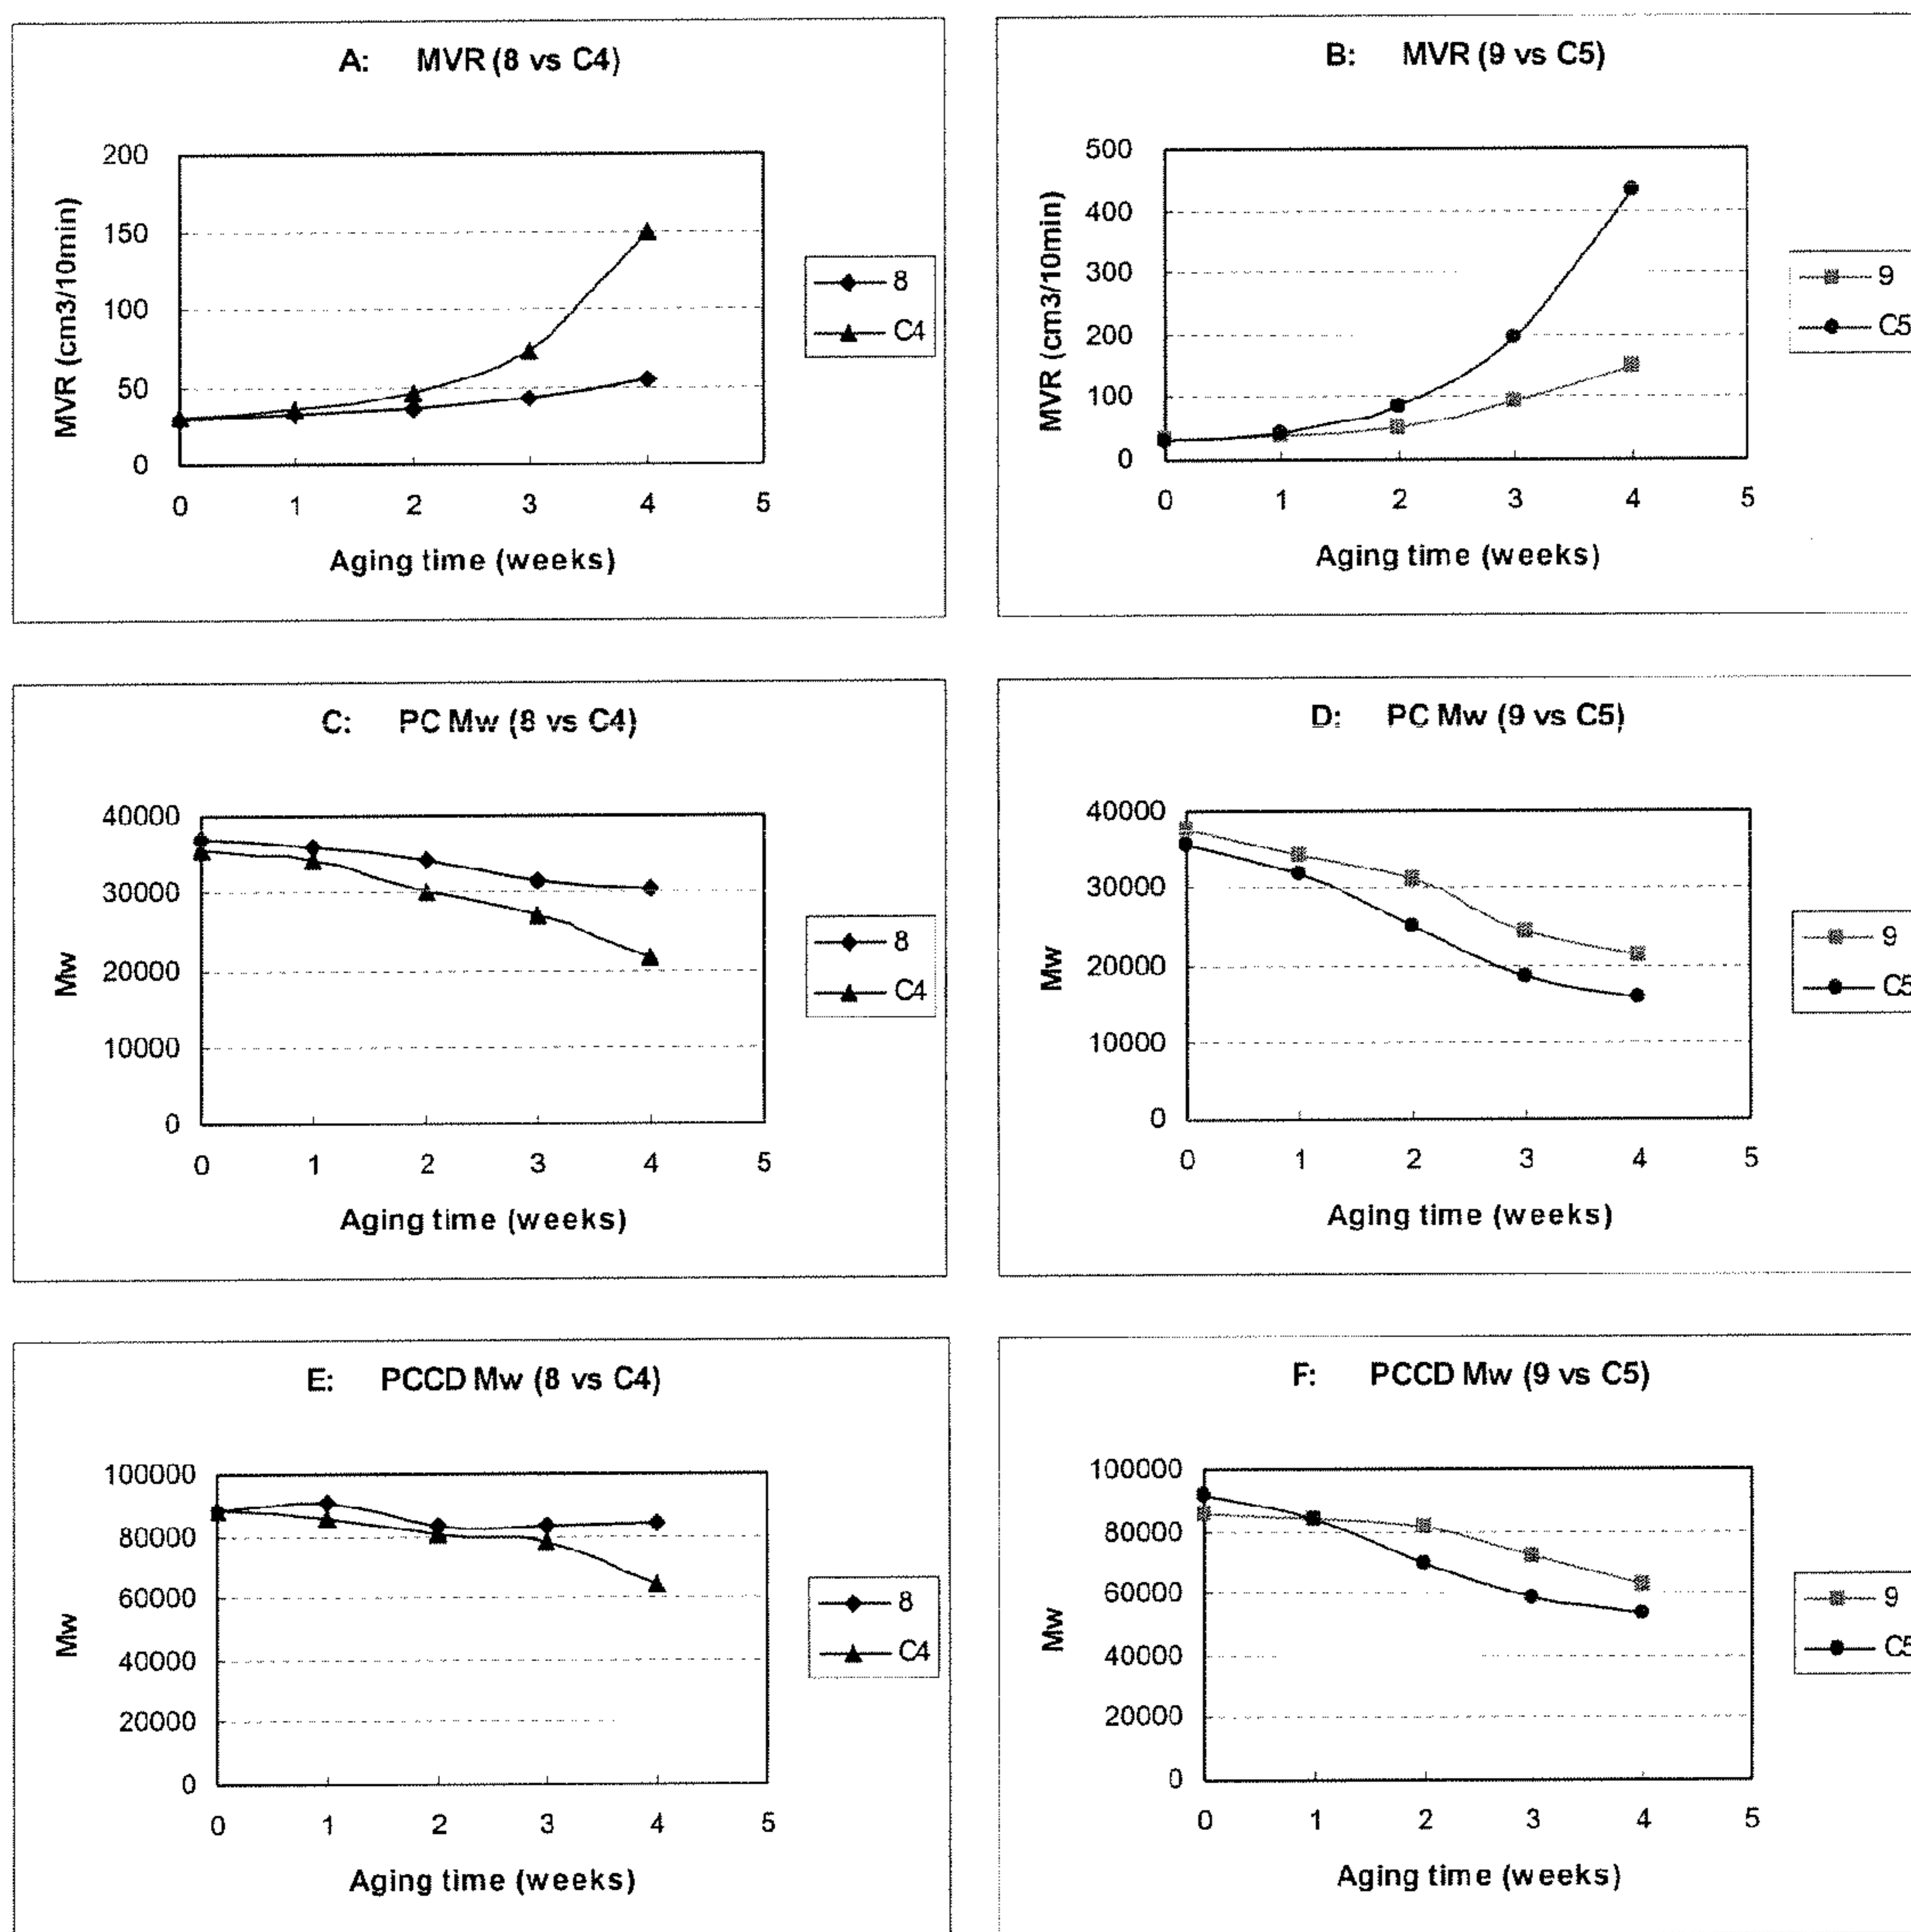 A: MVR (8 vs C4)
MVR (cm3/10min)
200
150
100
50
0
0 1 2 3 4 5
Aging time (weeks)
8
C4
B: MVR (9 vs C5)
MVR (cm3/10min)
500
400
300
200
100
0
0 1 2 3 4 5
Aging time (weeks)
9
C5
C: PC Mw (8 vs C4)
Mw
40000
30000
20000
10000
0
0 1 2 3 4 5
Aging time (weeks)
8
C4
D: PC Mw (9 vs C5)
Mw
40000
30000
20000
10000
0
0 1 2 3 4 5
Aging time (weeks)
9
C5
E: PCCD Mw (8 vs C4)
Mw
100000
80000
60000
40000
20000
0
0 1 2 3 4 5
Aging time (weeks)
8
C4
F: PCCD Mw (9 vs C5)
Mw
100000
80000
60000
40000
20000
0
0 1 2 3 4 5
Aging time (weeks)
9
C5